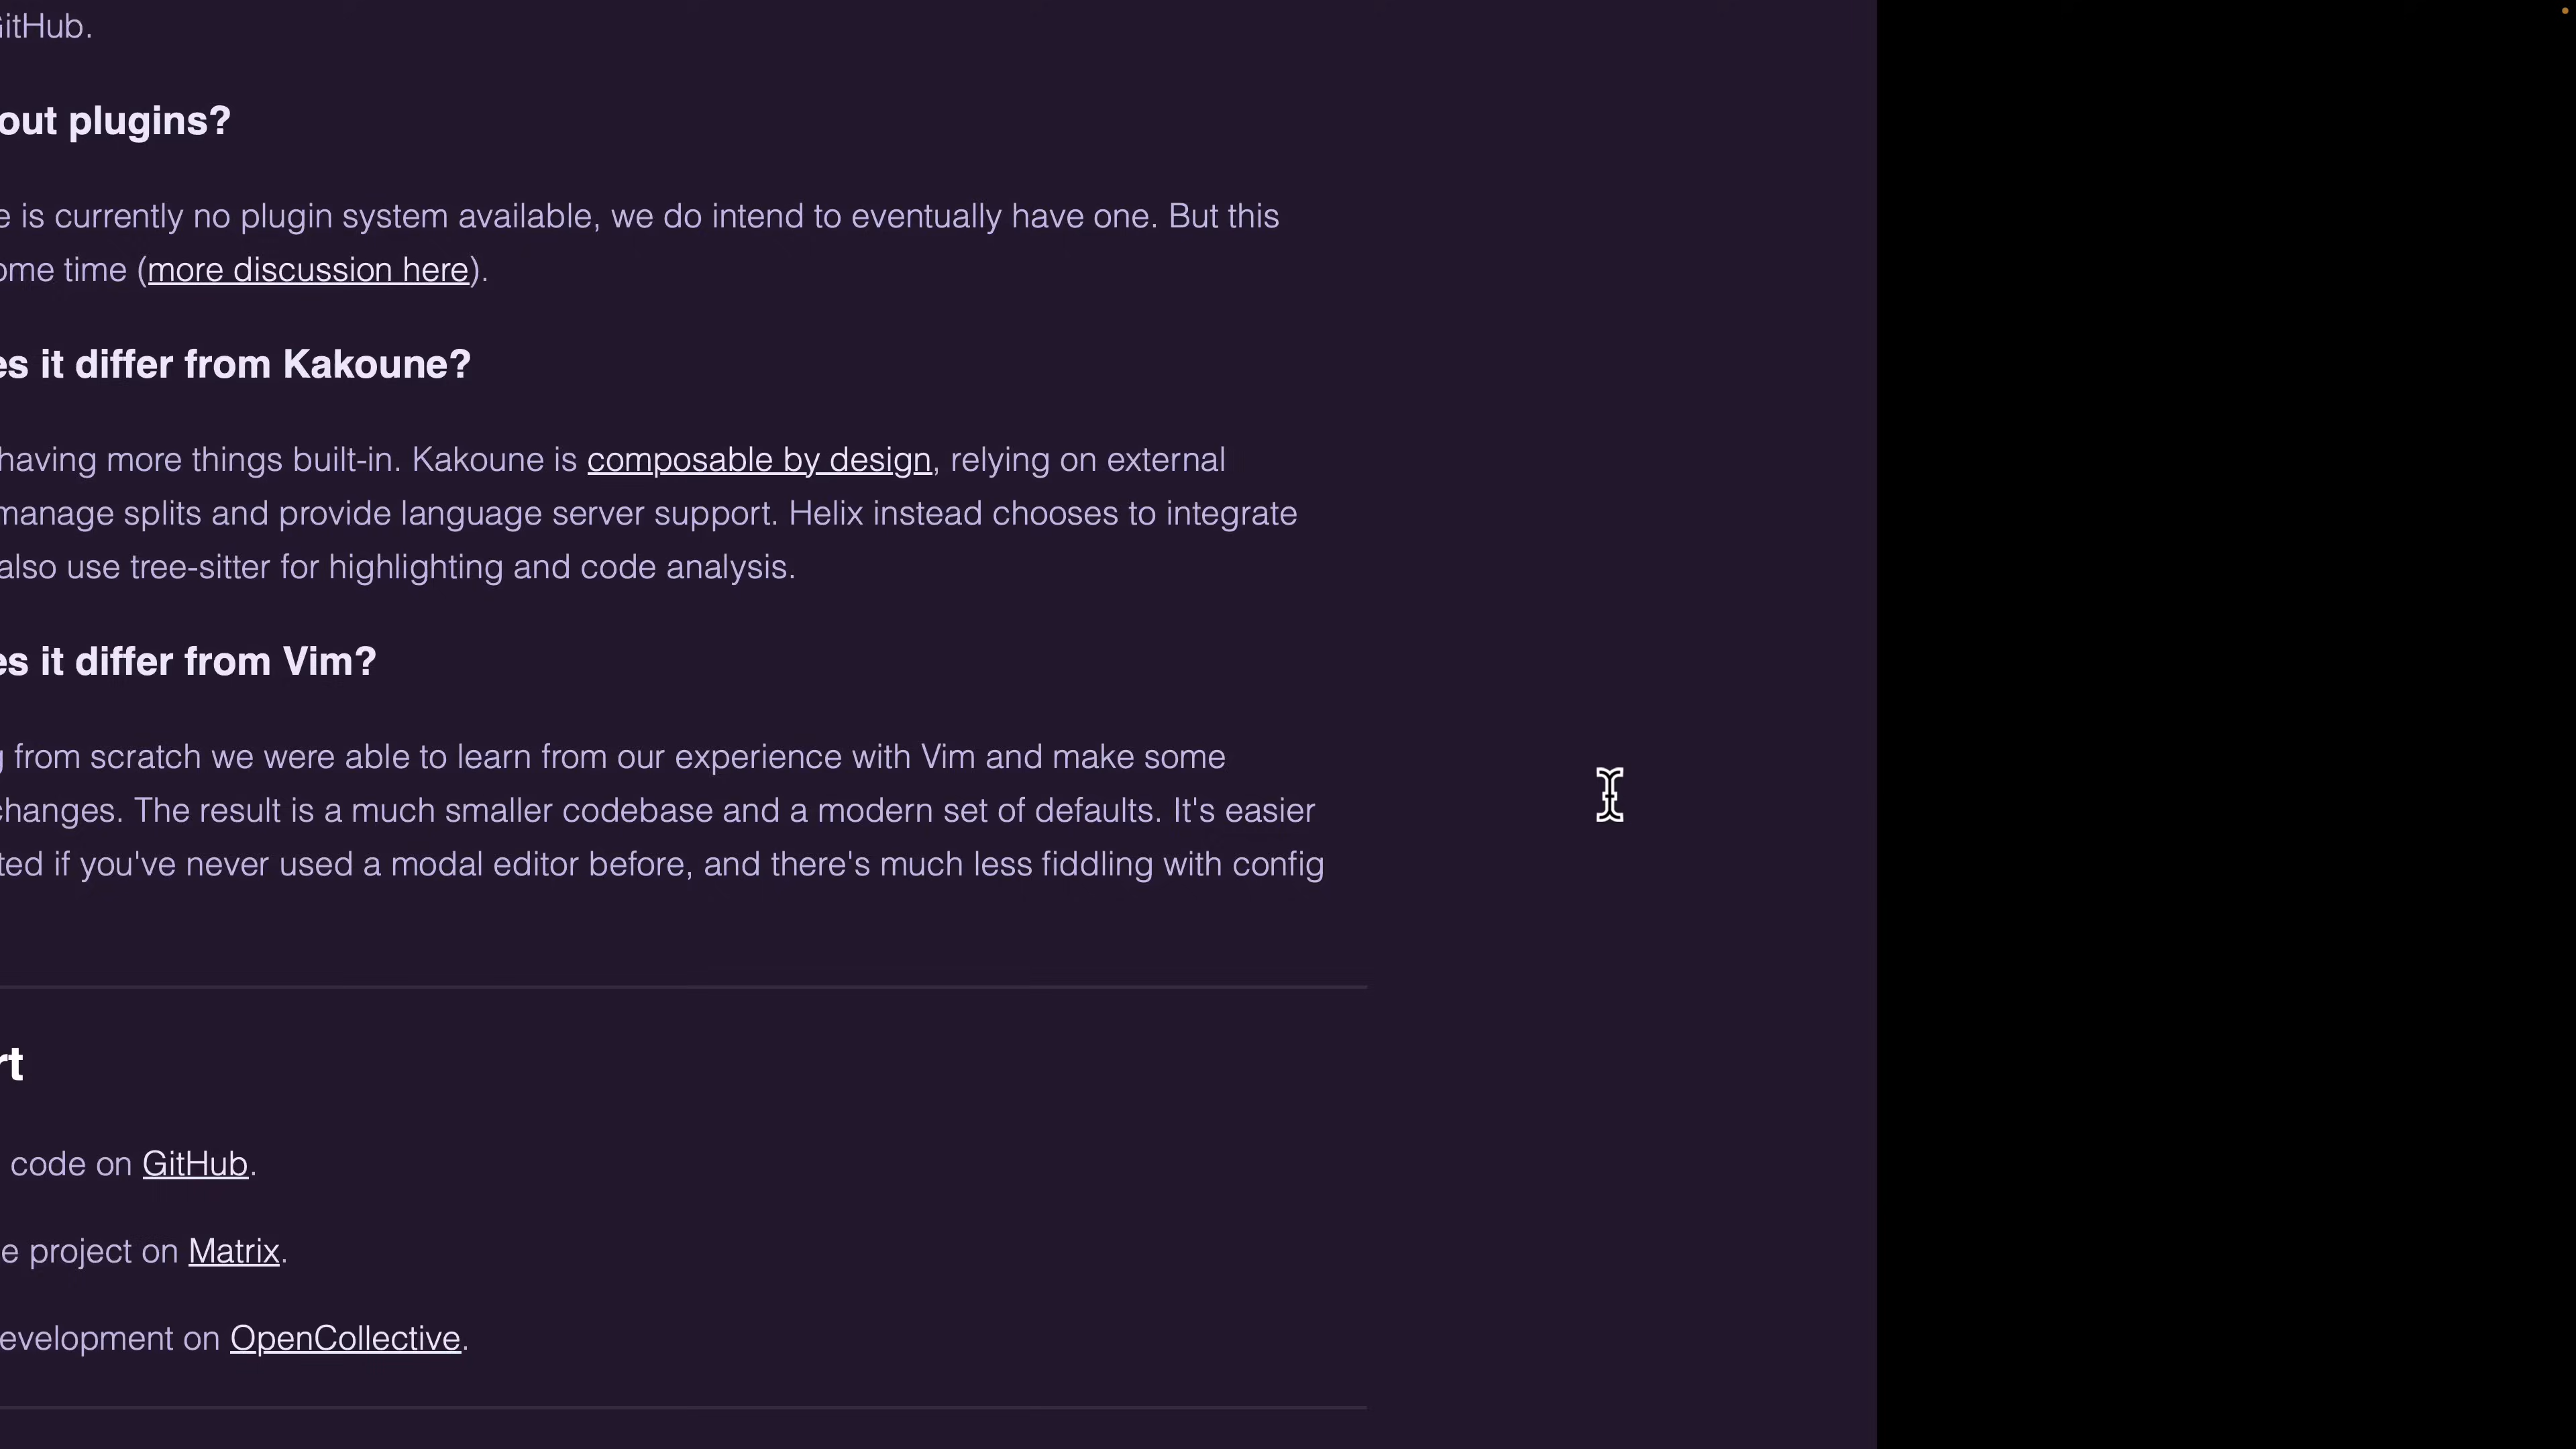 GitHub.
out plugins?
e is currently no plugin system available, we do intend to eventually have one. But this
ome time (more discussion here).
es it differ from Kakoune?
having more things built-in. Kakoune is composable by design, relying on external
manage splits and provide language server support. Helix instead chooses to integrate
also use tree-sitter for highlighting and code analysis.
es it differ from Vim?
g from scratch we were able to learn from our experience with Vim and make some
changes. The result is a much smaller codebase and a modern set of defaults. It's easier
ted if you've never used a modal editor before, and there's much less fiddling with config
rt
code on GitHub.
e project on Matrix.
evelopment on OpenCollective.